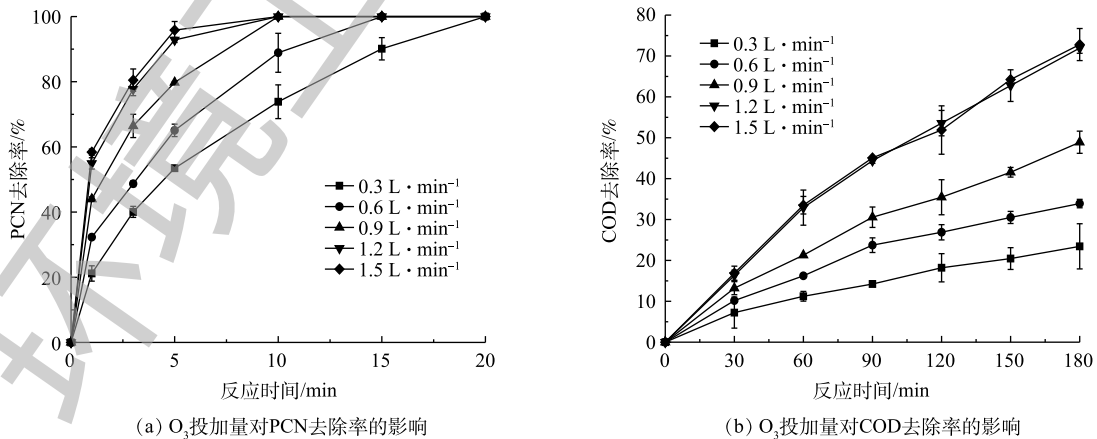 100
80
60
40
20
0
PCN去除率/%
0.3 L・min⁻¹
0.6 L・min⁻¹
0.9 L・min⁻¹
1.2 L・min⁻¹
1.5 L・min⁻¹
0 5 10 15 20
反应时间/min
(a) O₃投加量对PCN去除率的影响
80
70
60
50
40
30
20
10
0
COD去除率/%
0.3 L・min⁻¹
0.6 L・min⁻¹
0.9 L・min⁻¹
1.2 L・min⁻¹
1.5 L・min⁻¹
0 30 60 90 120 150 180
反应时间/min
(b) O₃投加量对COD去除率的影响
环境工